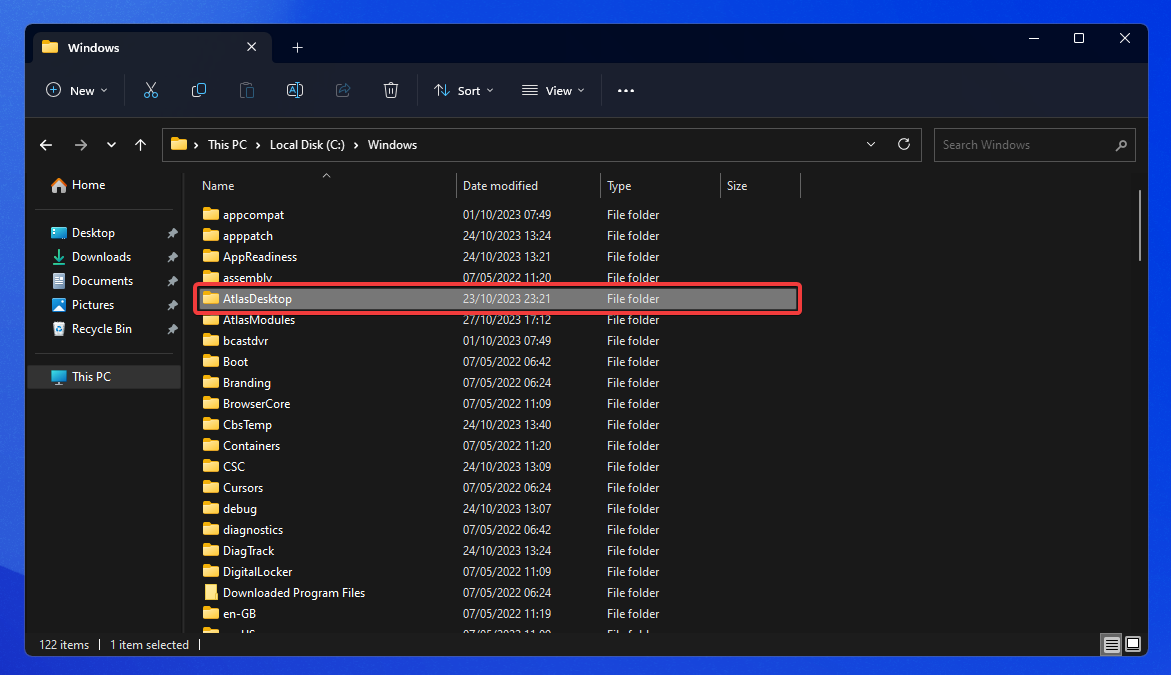 Windows
New Sort View
This PC Local Disk (C:) Windows Search Windows
Home
Desktop
Downloads
Documents
Pictures
Recycle Bin
This PC
Name Date modified Type Size
appcompat 01/10/2023 07:49 File folder
apppatch 24/10/2023 13:24 File folder
AppReadiness 24/10/2023 13:21 File folder
assembly 07/05/2022 11:20 File folder
AtlasDesktop 23/10/2023 23:21 File folder
AtlasModules 27/10/2023 17:12 File folder
bcastdvr 01/10/2023 07:49 File folder
Boot 07/05/2022 06:42 File folder
Branding 07/05/2022 06:24 File folder
BrowserCore 07/05/2022 11:09 File folder
CbsTemp 24/10/2023 13:40 File folder
Containers 07/05/2022 11:20 File folder
CSC 24/10/2023 13:09 File folder
Cursors 07/05/2022 06:24 File folder
debug 24/10/2023 13:07 File folder
diagnostics 07/05/2022 06:42 File folder
DiagTrack 24/10/2023 13:24 File folder
DigitalLocker 07/05/2022 11:09 File folder
Downloaded Program Files 07/05/2022 06:24 File folder
en-GB 07/05/2022 11:19 File folder
122 items 1 item selected